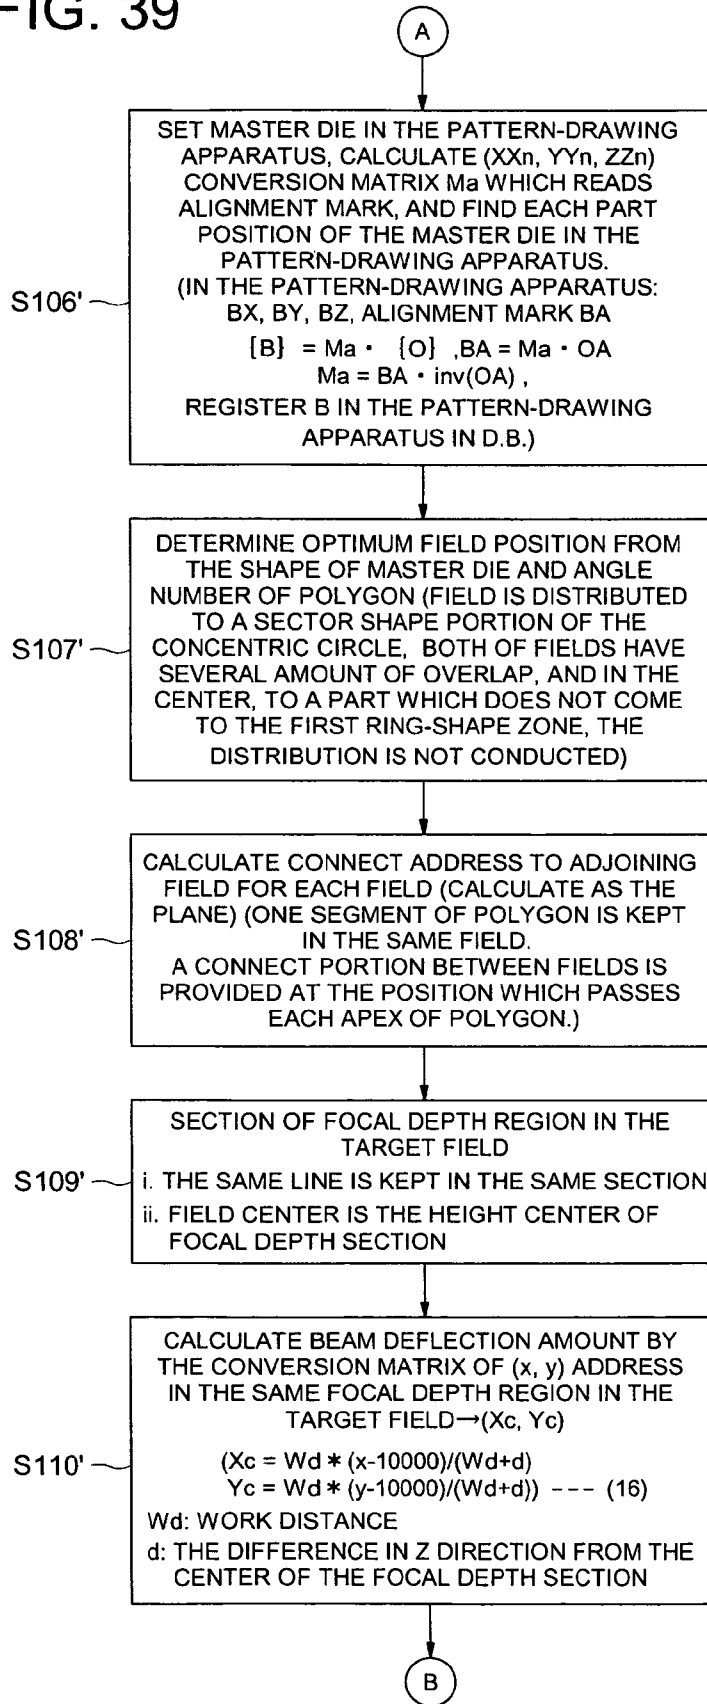 FIG. 39
A
SET MASTER DIE IN THE PATTERN-DRAWING
APPARATUS, CALCULATE (XXn, YYn, ZZn)
CONVERSION MATRIX Ma WHICH READS
ALIGNMENT MARK, AND FIND EACH PART
POSITION OF THE MASTER DIE IN THE
PATTERN-DRAWING APPARATUS.
(IN THE PATTERN-DRAWING APPARATUS:
BX, BY, BZ, ALIGNMENT MARK BA
{B} = Ma・ {O} ,BA = Ma・OA
Ma = BA・inv(OA) ,
REGISTER B IN THE PATTERN-DRAWING
APPARATUS IN D.B.)
S106'
DETERMINE OPTIMUM FIELD POSITION FROM
THE SHAPE OF MASTER DIE AND ANGLE
NUMBER OF POLYGON (FIELD IS DISTRIBUTED
TO A SECTOR SHAPE PORTION OF THE
CONCENTRIC CIRCLE, BOTH OF FIELDS HAVE
SEVERAL AMOUNT OF OVERLAP, AND IN THE
CENTER, TO A PART WHICH DOES NOT COME
TO THE FIRST RING-SHAPE ZONE, THE
DISTRIBUTION IS NOT CONDUCTED)
S107'
CALCULATE CONNECT ADDRESS TO ADJOINING
FIELD FOR EACH FIELD (CALCULATE AS THE
PLANE) (ONE SEGMENT OF POLYGON IS KEPT
IN THE SAME FIELD.
A CONNECT PORTION BETWEEN FIELDS IS
PROVIDED AT THE POSITION WHICH PASSES
EACH APEX OF POLYGON.)
S108'
SECTION OF FOCAL DEPTH REGION IN THE
TARGET FIELD
i. THE SAME LINE IS KEPT IN THE SAME SECTION
ii. FIELD CENTER IS THE HEIGHT CENTER OF
FOCAL DEPTH SECTION
S109'
CALCULATE BEAM DEFLECTION AMOUNT BY
THE CONVERSION MATRIX OF (x, y) ADDRESS
IN THE SAME FOCAL DEPTH REGION IN THE
TARGET FIELD→(Xc, Yc)
(Xc = Wd * (x-10000)/(Wd+d)
Yc = Wd * (y-10000)/(Wd+d)) --- (16)
Wd: WORK DISTANCE
d: THE DIFFERENCE IN Z DIRECTION FROM THE
CENTER OF THE FOCAL DEPTH SECTION
S110'
B